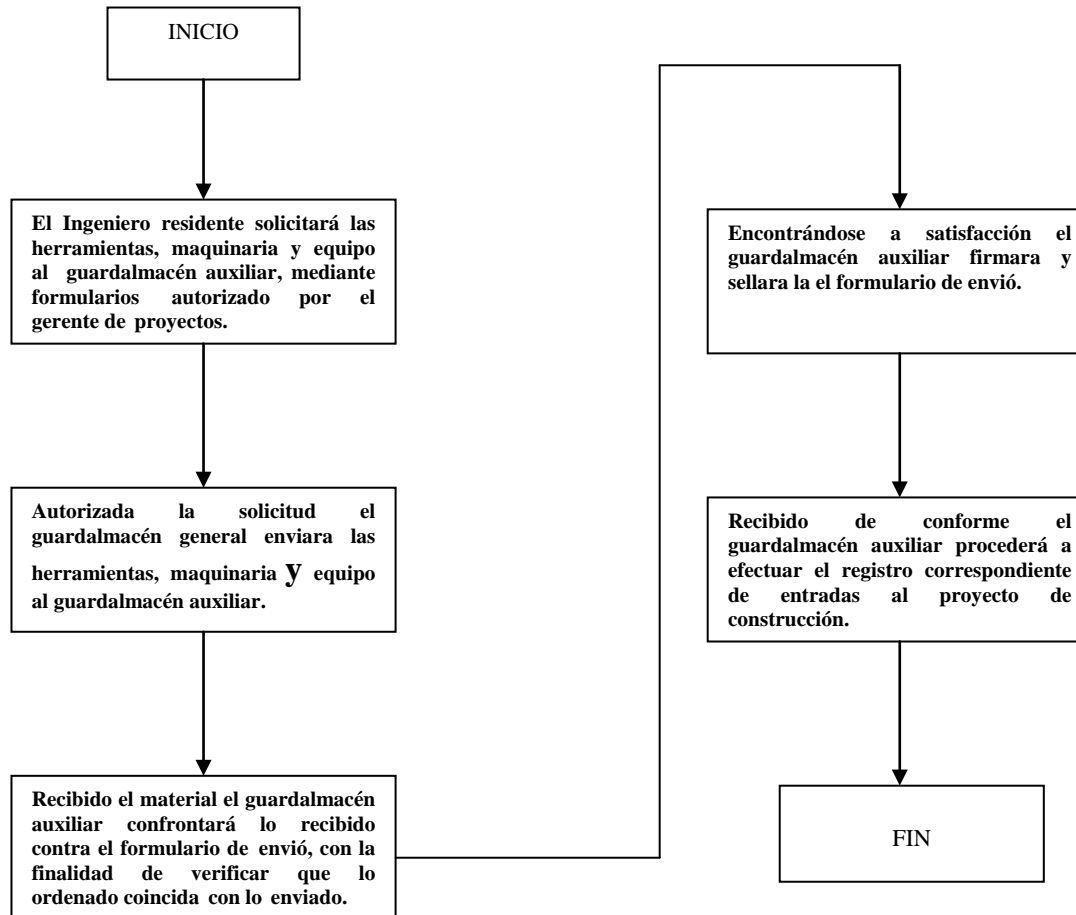 INICIO
El Ingeniero residente solicitará las
herramientas, maquinaria y equipo
al guardalmacén auxiliar, mediante
formularios autorizado por el
gerente de proyectos.
Autorizada la solicitud el
guardalmacén general enviara las
herramientas, maquinaria y equipo
al guardalmacén auxiliar.
Recibido el material el guardalmacén
auxiliar confrontará lo recibido
contra el formulario de envió, con la
finalidad de verificar que lo
ordenado coincida con lo enviado.
Encontrándose a satisfacción el
guardalmacén auxiliar firmara y
sellara la el formulario de envió.
Recibido de conforme el
guardalmacén auxiliar procederá a
efectuar el registro correspondiente
de entradas al proyecto de
construcción.
FIN